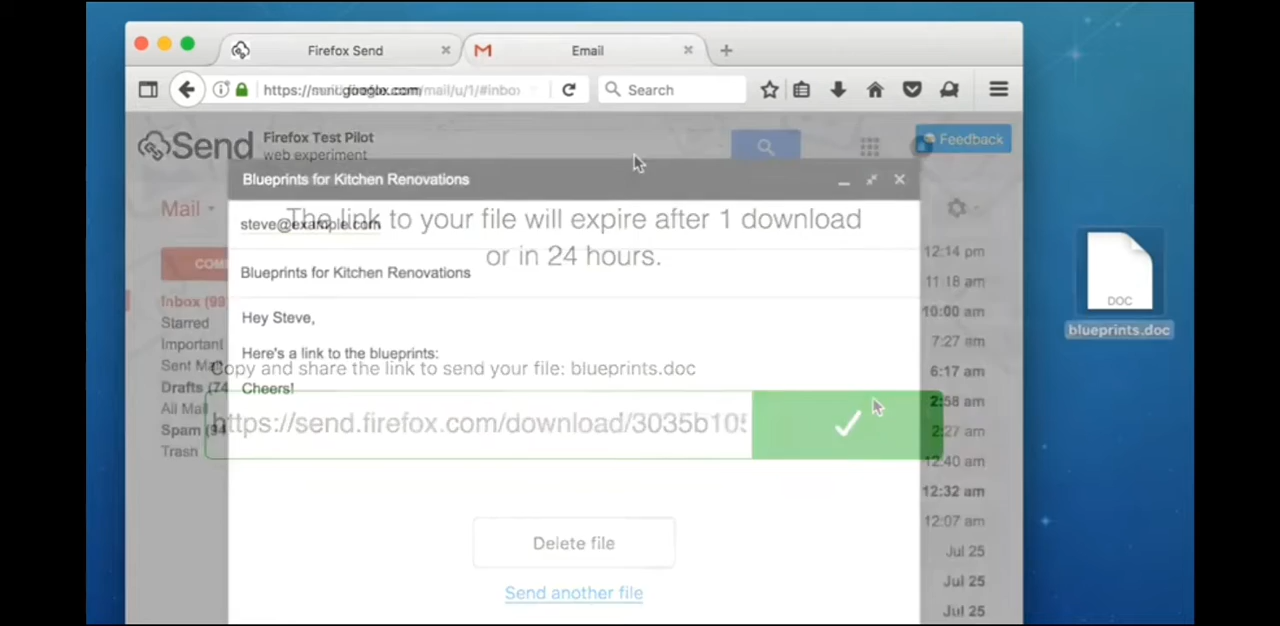 Firefox Send
Email
Search
Send
Firefox Test Pilot
web experiment
Feedback
Blueprints for Kitchen Renovations
Mail
The link to your file will expire after 1 download
or in 24 hours.
steve@example.com
Blueprints for Kitchen Renovations
Hey Steve,
Here's a link to the blueprints:
Copy and share the link to send your file: blueprints.doc
Cheers!
https://send.firefox.com/download/3035b105
Delete file
Send another file
Inbox
Starred
Important
Sent
Drafts
All Mail
Spam
Trash
12:14 pm
11:18 am
10:00 am
7:27 am
6:17 am
2:58 am
2:27 am
12:40 am
12:32 am
12:07 am
Jul 25
Jul 25
Jul 25
DOC
blueprints.doc